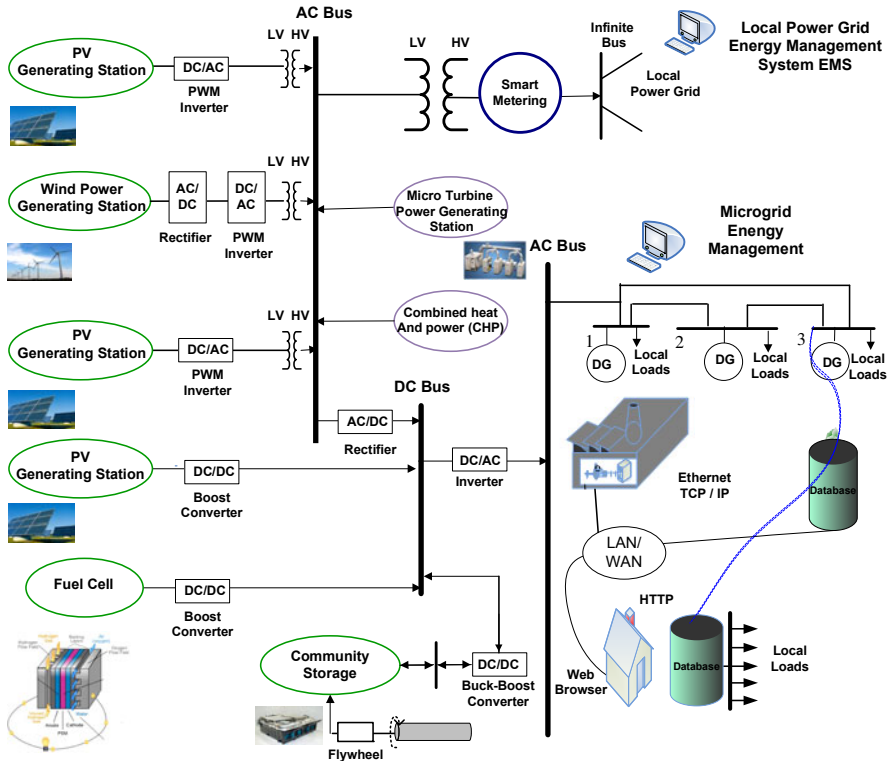 AC Bus
PV
Generating Station
DC/AC
PWM
Inverter
LV HV
LV HV
Smart
Metering
Infinite
Bus
Local
Power Grid
Local Power Grid
Energy Management
System EMS
Wind Power
Generating Station
AC/
DC
Rectifier
DC/
AC
PWM
Inverter
LV HV
Micro Turbine
Power Generating
Station
AC Bus
Microgrid
Energy
Management
PV
Generating Station
DC/AC
PWM
Inverter
LV HV
Combined heat
And power (CHP)
1
DG
Local
Loads
2
DG
Local
Loads
3
DG
Local
Loads
DC Bus
AC/DC
Rectifier
PV
Generating Station
DC/DC
Boost
Converter
DC/AC
Inverter
Ethernet
TCP / IP
Database
LAN/
WAN
Fuel Cell
DC/DC
Boost
Converter
HTTP
Web
Browser
Database
Local
Loads
Community
Storage
DC/DC
Buck-Boost
Converter
Flywheel